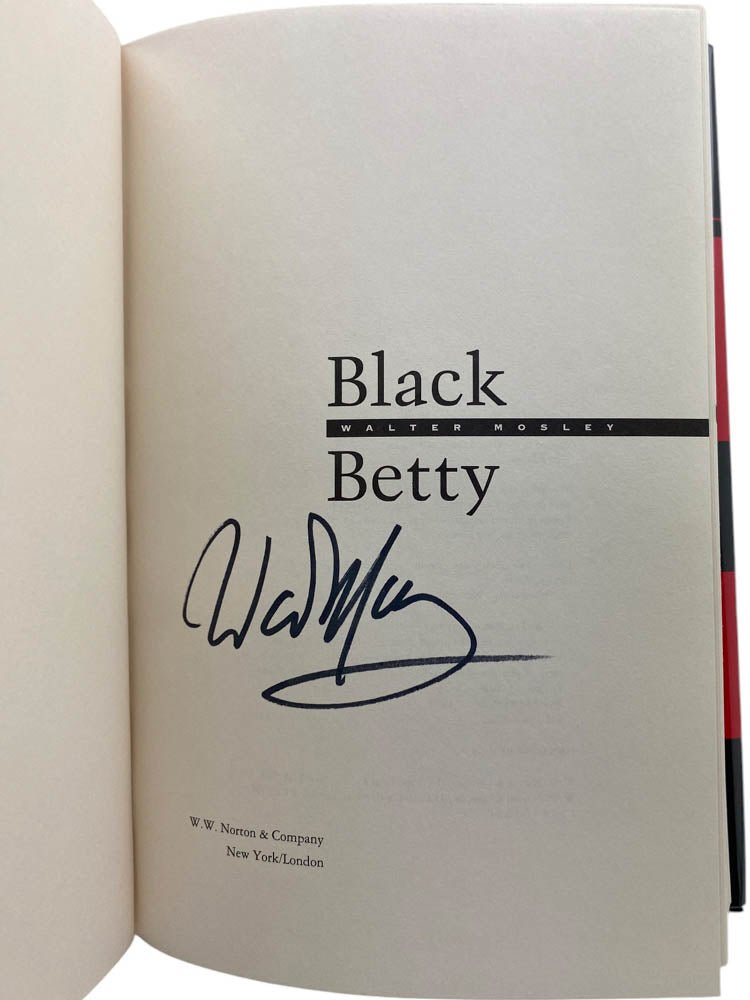 Black
WALTER MOSLEY
Betty
W.W. Norton & Company
New York/London